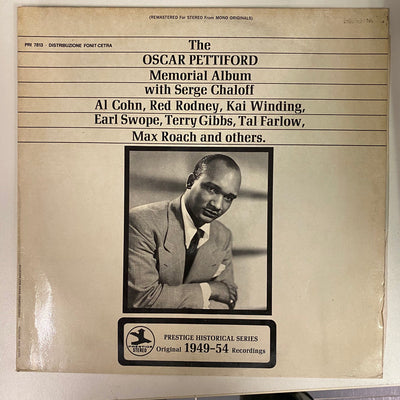 (REMASTERED For STEREO From MONO ORIGINALS)
PRE 7813 - DISTRIBUZIONE FONIT-CETRA
The
OSCAR PETTIFORD
Memorial Album
with Serge Chaloff
Al Cohn, Red Rodney, Kai Winding,
Earl Swope, Terry Gibbs, Tal Farlow,
Max Roach and others.
STEREO
PRESTIGE HISTORICAL SERIES
Original 1949-54 Recordings